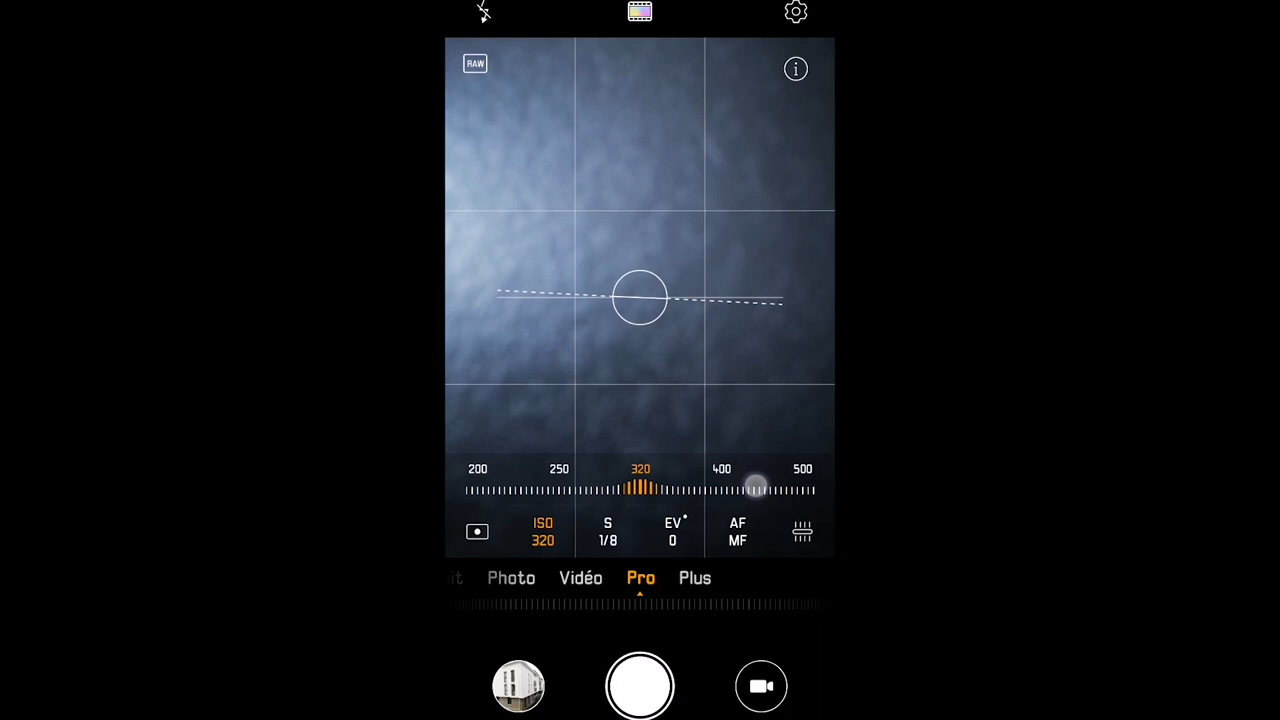 RAW
i
200 250 320 400 500
ISO S EV AF
320 1/8 0 MF
Photo Vidéo Pro Plus